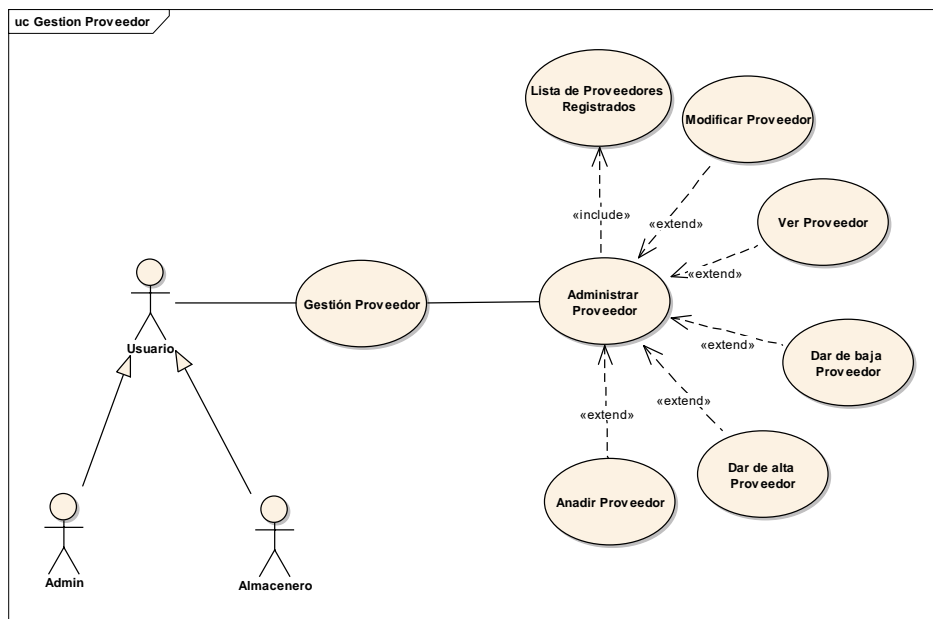 uc Gestion Proveedor
Lista de Proveedores
Registrados
Modificar Proveedor
«include»
«extend»
Ver Proveedor
«extend»
Gestión Proveedor
Administrar
Proveedor
Usuario
«extend»
Dar de baja
Proveedor
«extend»
«extend»
Dar de alta
Proveedor
Anadir Proveedor
Admin
Almacenero